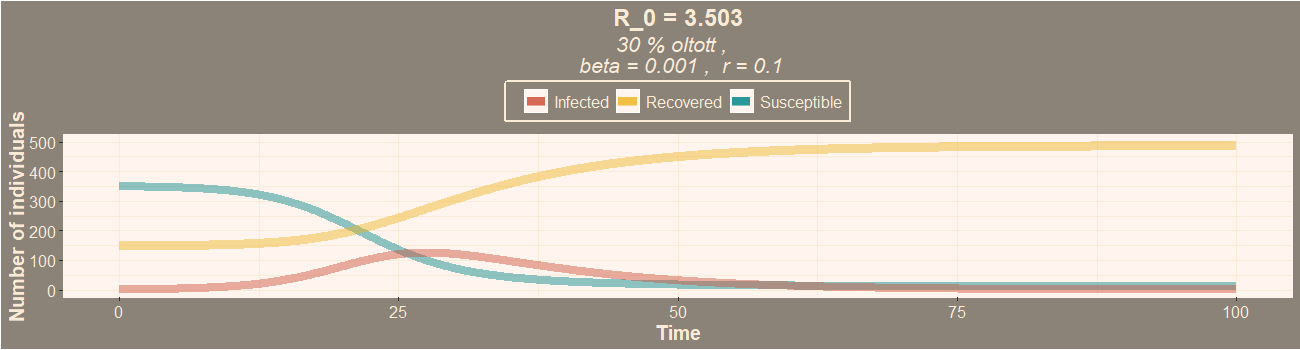 R_0 = 3.503
30 % oltott ,
beta = 0.001 ,  r = 0.1
Infected
Recovered
Susceptible
Number of individuals
500
400
300
200
100
0
0
25
50
75
100
Time